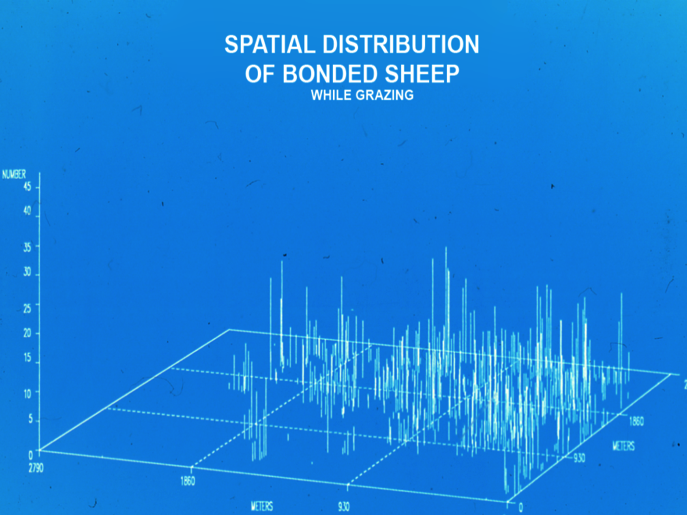 SPATIAL DISTRIBUTION
OF BONDED SHEEP
WHILE GRAZING
NUMBER
45
40
35
30
25
20
15
10
5
0
2790
1860
METERS
930
0
930
METERS
1860
2